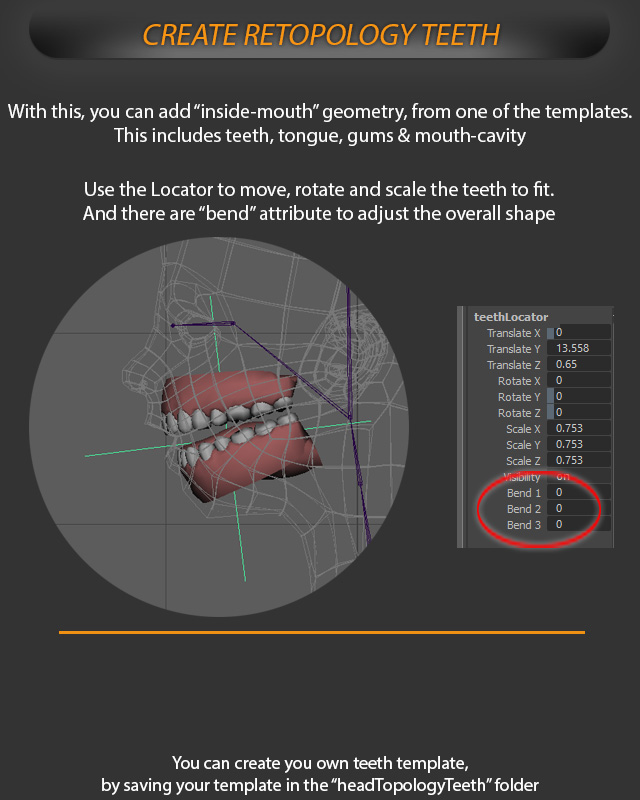 CREATE RETOPOLOGY TEETH
With this, you can add “inside-mouth” geometry, from one of the templates.
This includes teeth, tongue, gums & mouth-cavity
Use the Locator to move, rotate and scale the teeth to fit.
And there are “bend” attribute to adjust the overall shape
teethLocator
Translate X 0
Translate Y 13.558
Translate Z 0.65
Rotate X 0
Rotate Y 0
Rotate Z 0
Scale X 0.753
Scale Y 0.753
Scale Z 0.753
Visibility on
Bend 1 0
Bend 2 0
Bend 3 0
You can create you own teeth template,
by saving your template in the “headTopologyTeeth” folder